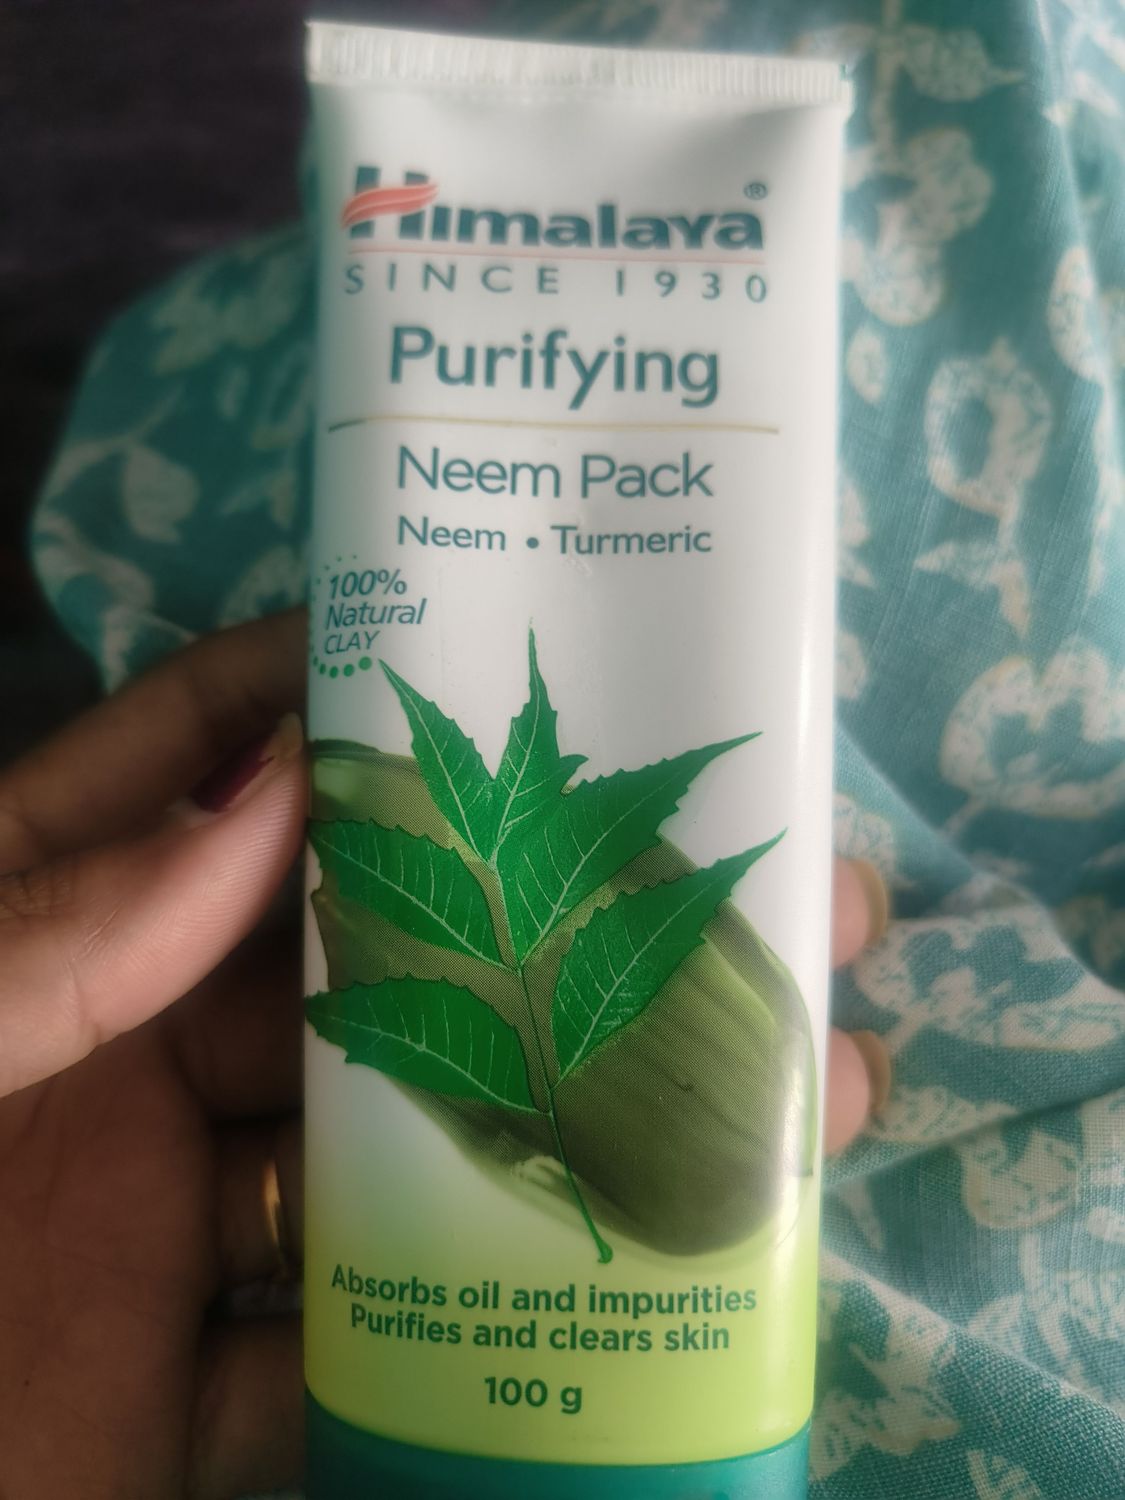 Himalaya®
SINCE 1930
Purifying
Neem Pack
Neem • Turmeric
100%
Natural
CLAY
Absorbs oil and impurities
Purifies and clears skin
100 g